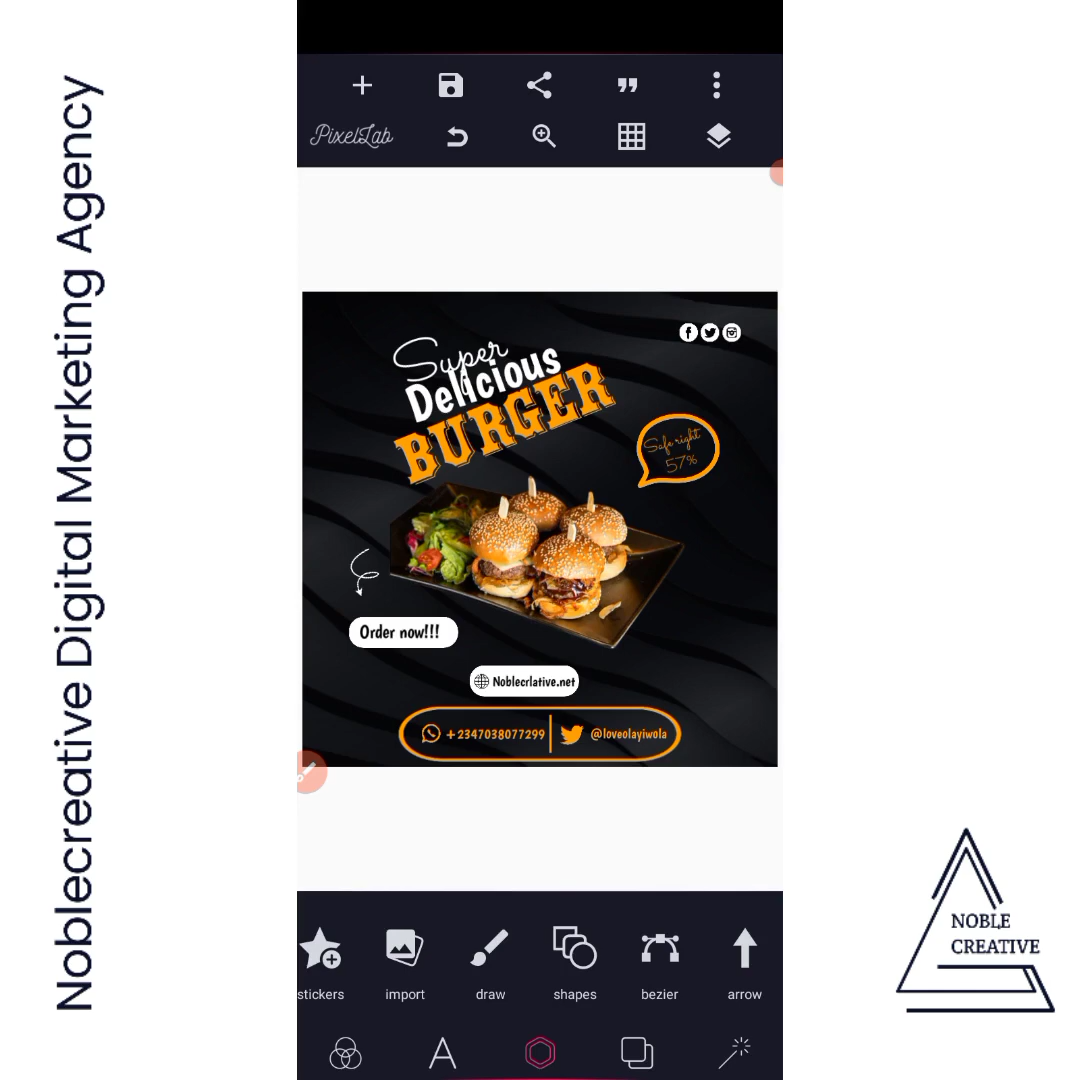 Noblecreative Digital Marketing Agency
PixelLab
Super
Delicious
BURGER
Safe right
57%
Order now!!!
Noblecrlative.net
+2347038077299
@loveolayiwola
stickers
import
draw
shapes
bezier
arrow
NOBLE
CREATIVE